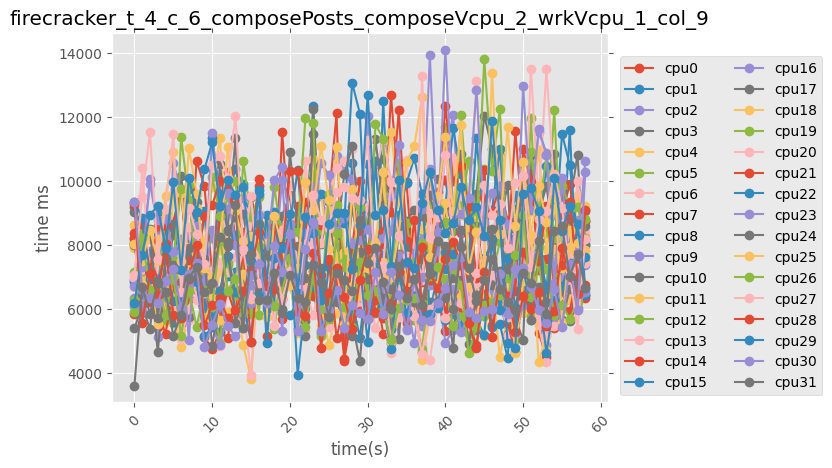 firecracker_t_4_c_6_composePosts_composeVcpu_2_wrkVcpu_1_col_9
time ms
14000
12000
10000
8000
6000
4000
0
10
20
30
40
50
60
time(s)
cpu0
cpu1
cpu2
cpu3
cpu4
cpu5
cpu6
cpu7
cpu8
cpu9
cpu10
cpu11
cpu12
cpu13
cpu14
cpu15
cpu16
cpu17
cpu18
cpu19
cpu20
cpu21
cpu22
cpu23
cpu24
cpu25
cpu26
cpu27
cpu28
cpu29
cpu30
cpu31